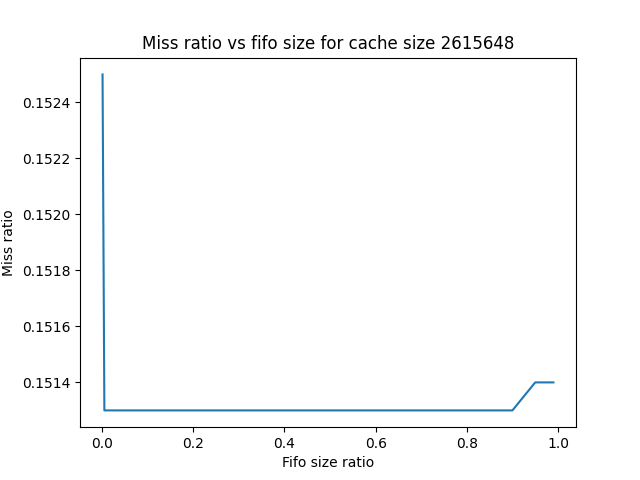 Miss ratio vs fifo size for cache size 2615648
Miss ratio
0.1524
0.1522
0.1520
0.1518
0.1516
0.1514
0.0 0.2 0.4 0.6 0.8 1.0
Fifo size ratio